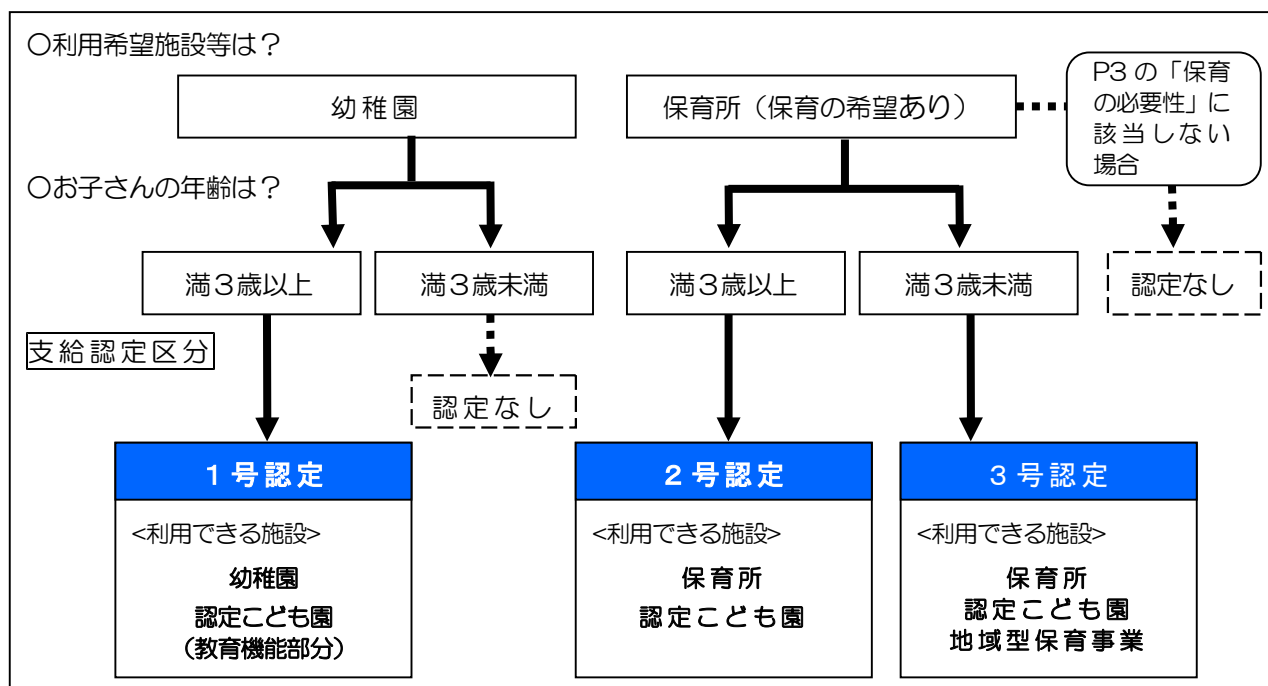 〇利用希望施設等は？
幼稚園
保育所（保育の希望あり）
P3 の「保育
の必要性」に
該当しない
場合
〇お子さんの年齢は？
満３歳以上
満３歳未満
満３歳以上
満３歳未満
認定なし
支給認定区分
認定なし
１号認定
<利用できる施設>
幼稚園
認定こども園
（教育機能部分）
２号認定
<利用できる施設>
保育所
認定こども園
３号認定
<利用できる施設>
保育所
認定こども園
地域型保育事業